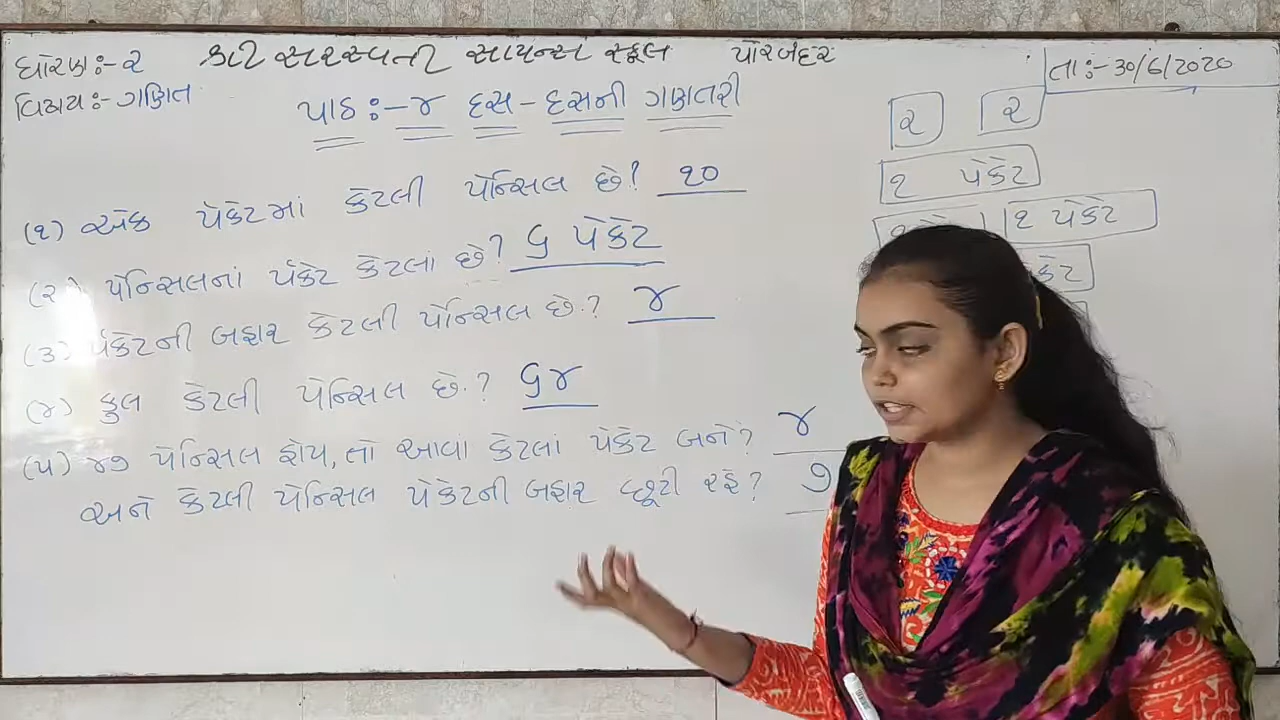 ધોરણ:-૨ શ્રી સરસ્વતી સાયન્સ સ્કૂલ પોરબંદર તા:-30/6/2020
વિષય:-ગણિત
પાઠ:-૪ દસ-દસની ગણતરી
૨ ૨
૧ પેકેટ
૧ પેકેટ
(૧) એક પેકેટમાં કેટલી પેન્સિલ છે? ૧૦
(૨) પેન્સિલનાં પેકેટ કેટલાં છે? ૬ પેકેટ
(૩) પેકેટની બહાર કેટલી પેન્સિલ છે.? ૪
(૪) કુલ કેટલી પેન્સિલ છે.? ૬૪
(૫) ૪૭ પેન્સિલ હોય, તો આવા કેટલાં પેકેટ બને? ૪
અને કેટલી પેન્સિલ પેકેટની બહાર છૂટી રહે? ૭